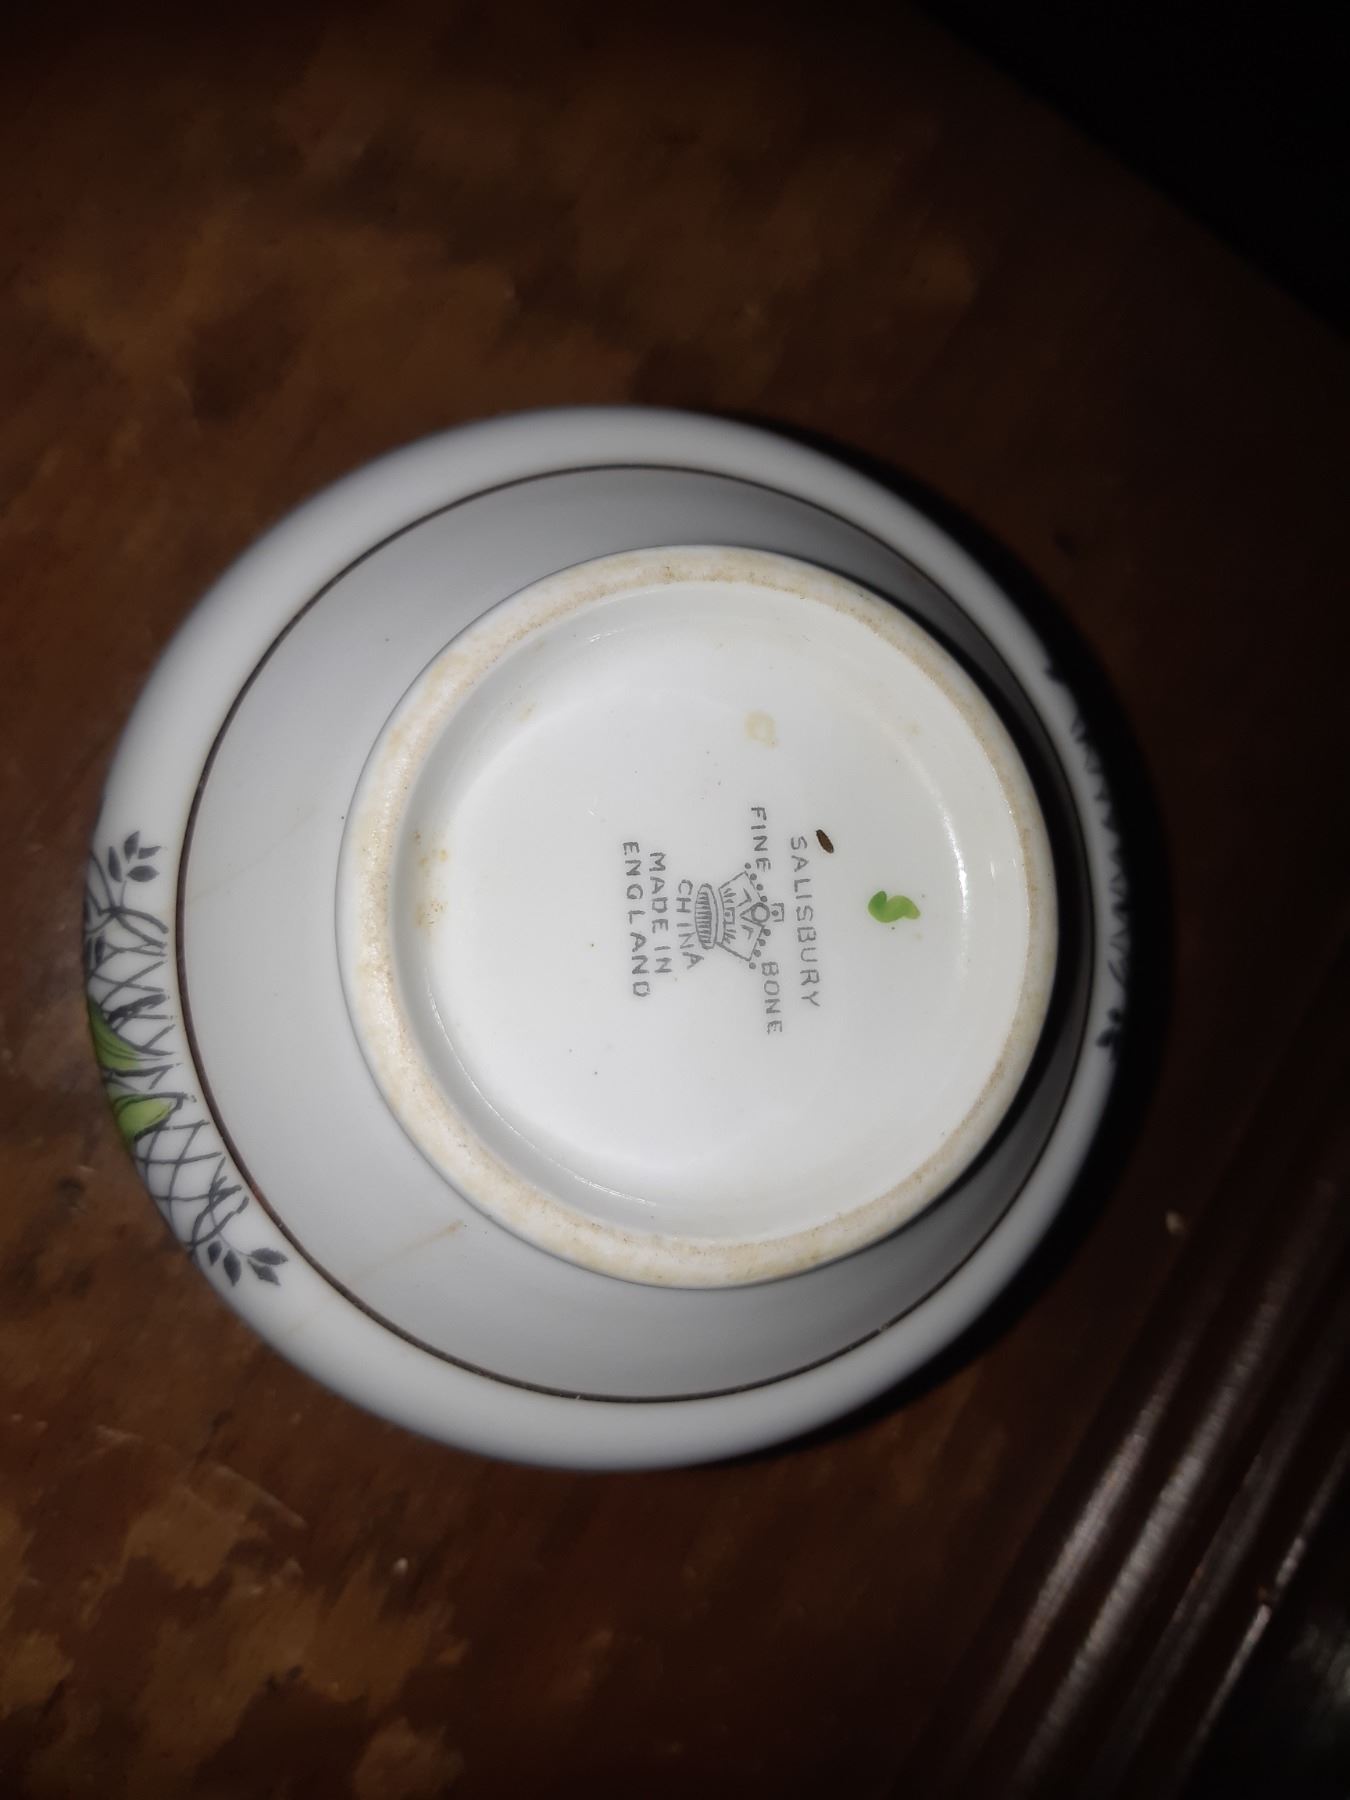 SALISBURY
FINE BONE
CHINA
MADE IN
ENGLAND